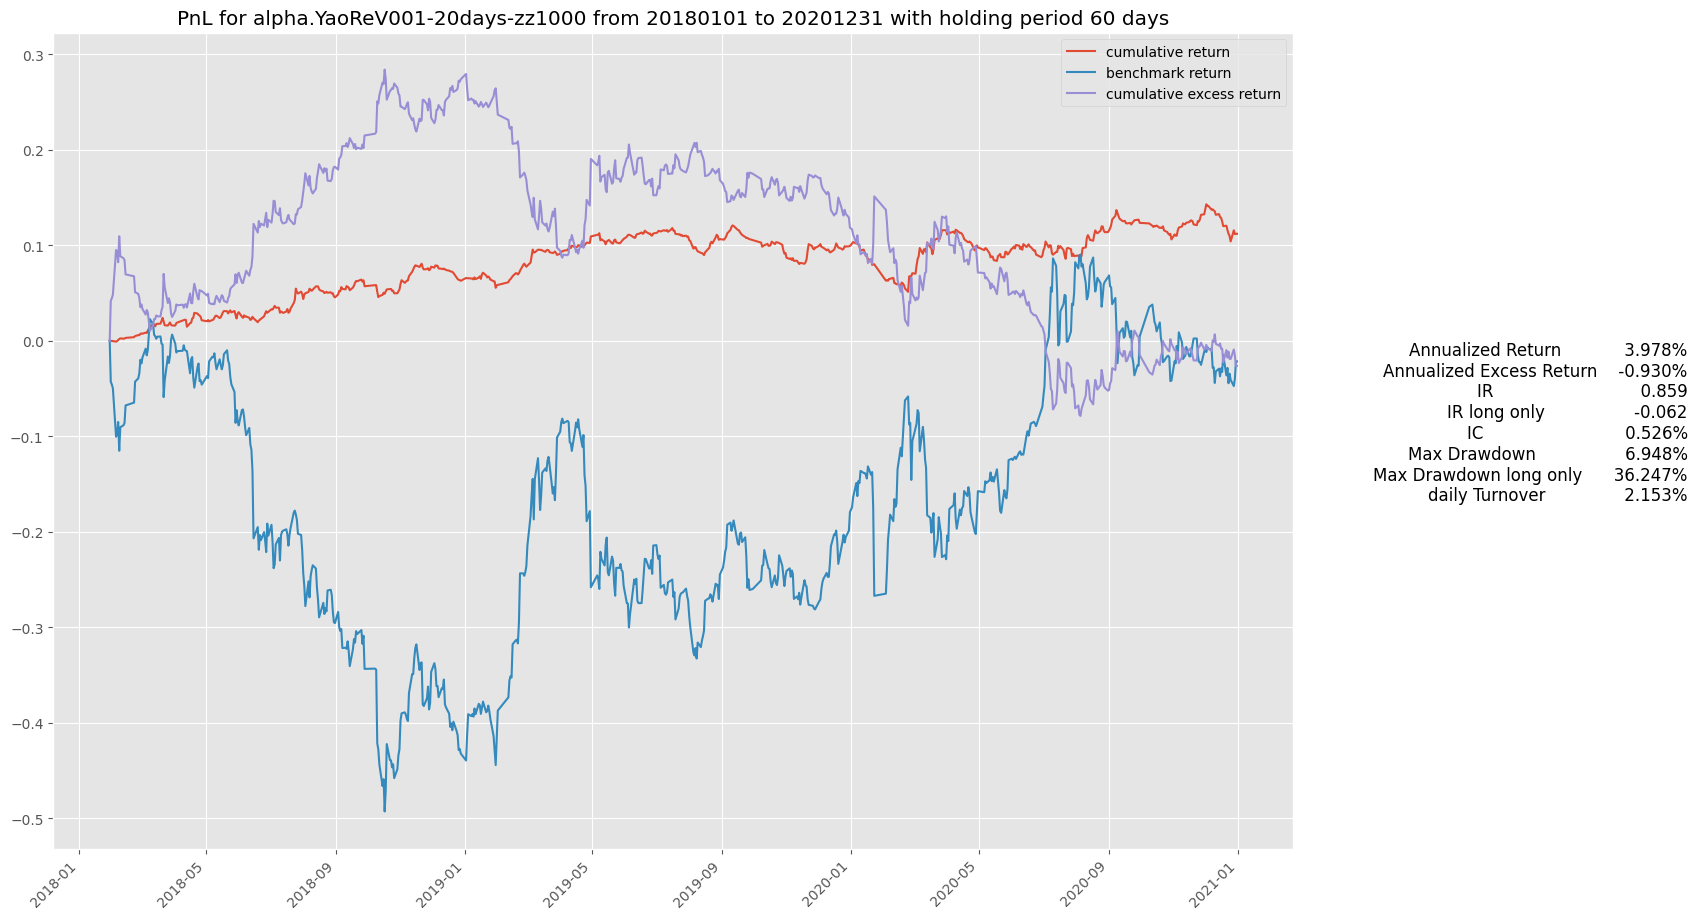 PnL for alpha.YaoReV001-20days-zz1000 from 20180101 to 20201231 with holding period 60 days
cumulative return
benchmark return
cumulative excess return
0.3
0.2
0.1
0.0
−0.1
−0.2
−0.3
−0.4
−0.5
2018-01
2018-05
2018-09
2019-01
2019-05
2019-09
2020-01
2020-05
2020-09
2021-01
Annualized Return 3.978%
Annualized Excess Return -0.930%
IR 0.859
IR long only -0.062
IC 0.526%
Max Drawdown 6.948%
Max Drawdown long only 36.247%
daily Turnover 2.153%